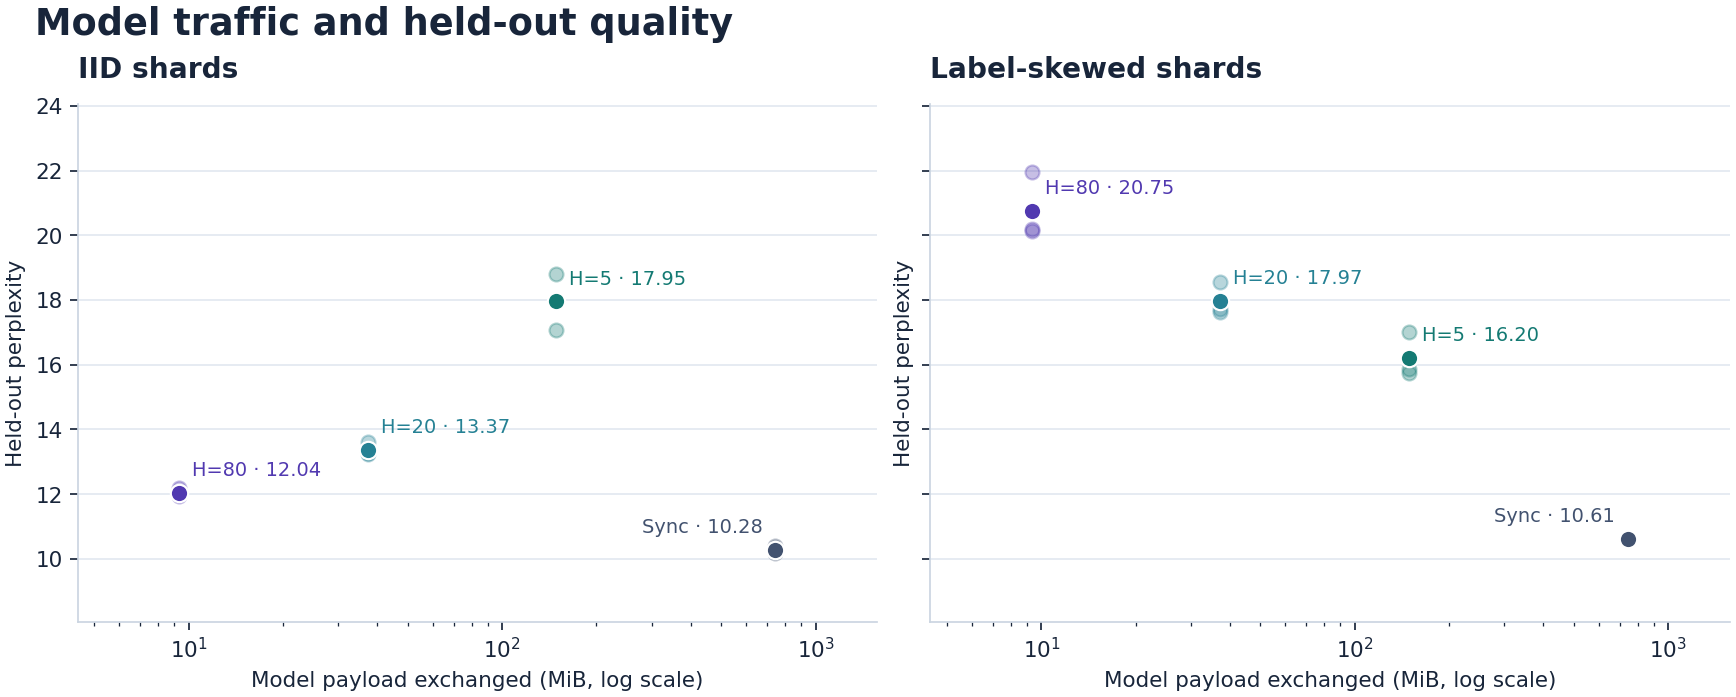 Model traffic and held-out quality
IID shards
Label-skewed shards
24
22
20
18
16
14
12
10
Held-out perplexity
H=80 · 12.04
H=20 · 13.37
H=5 · 17.95
Sync · 10.28
10¹
10²
10³
Model payload exchanged (MiB, log scale)
Held-out perplexity
H=80 · 20.75
H=20 · 17.97
H=5 · 16.20
Sync · 10.61
10¹
10²
10³
Model payload exchanged (MiB, log scale)